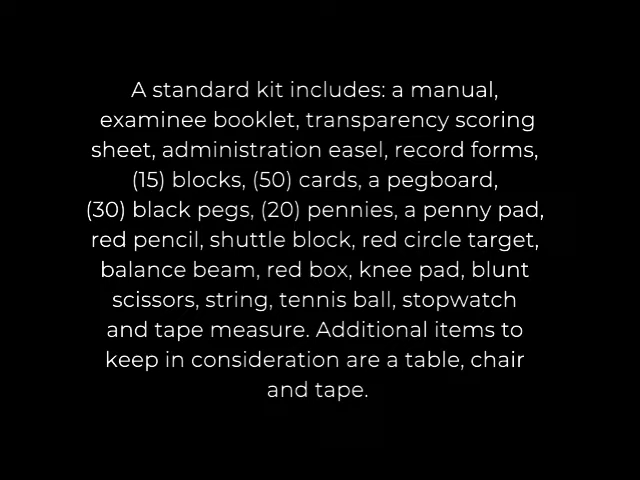 A standard kit includes: a manual,
examinee booklet, transparency scoring
sheet, administration easel, record forms,
(15) blocks, (50) cards, a pegboard,
(30) black pegs, (20) pennies, a penny pad,
red pencil, shuttle block, red circle target,
balance beam, red box, knee pad, blunt
scissors, string, tennis ball, stopwatch
and tape measure. Additional items to
keep in consideration are a table, chair
and tape.